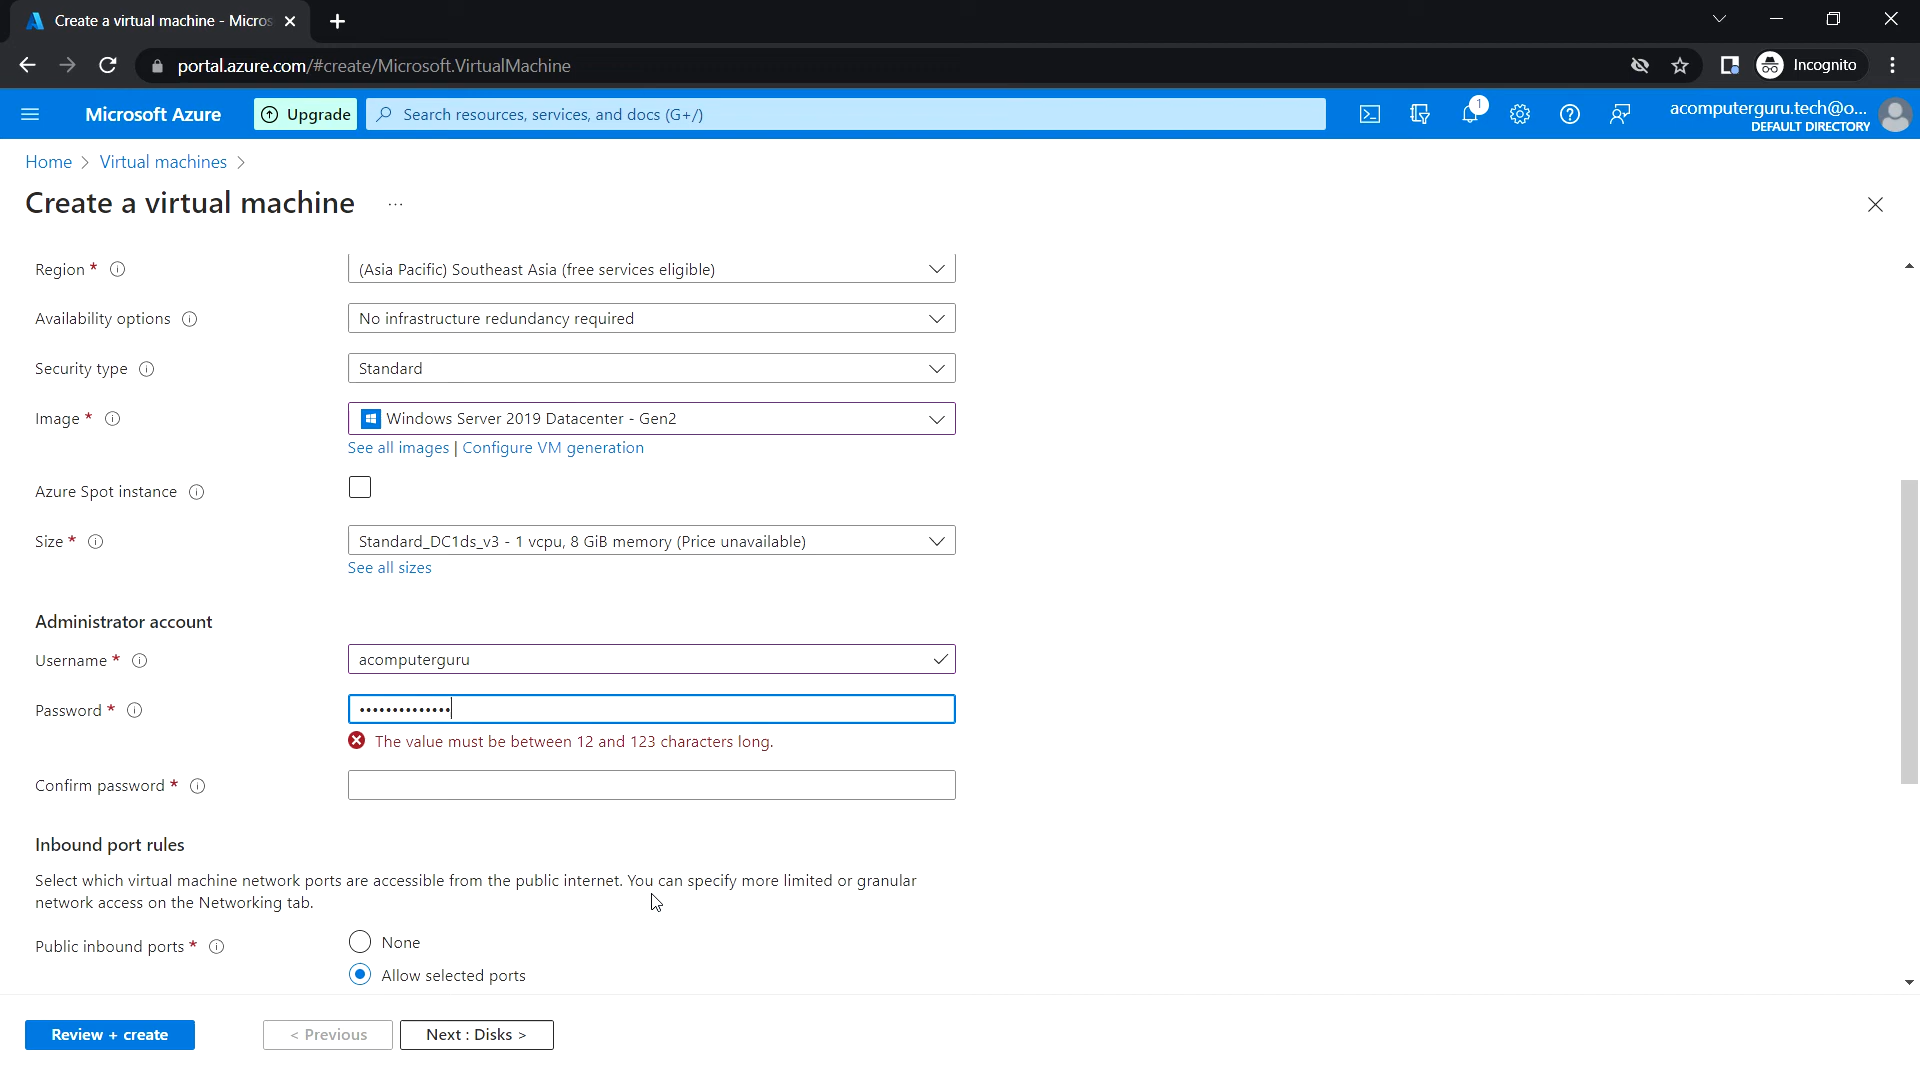 Create a virtual machine - Micros
portal.azure.com/#create/Microsoft.VirtualMachine
Incognito
Microsoft Azure
Upgrade
Search resources, services, and docs (G+/)
1
acomputerguru.tech@o...
DEFAULT DIRECTORY
Home > Virtual machines >
Create a virtual machine ...
Region *
(Asia Pacific) Southeast Asia (free services eligible)
Availability options
No infrastructure redundancy required
Security type
Standard
Image *
Windows Server 2019 Datacenter - Gen2
See all images | Configure VM generation
Azure Spot instance
Size *
Standard_DC1ds_v3 - 1 vcpu, 8 GiB memory (Price unavailable)
See all sizes
Administrator account
Username *
acomputerguru
Password *
••••••••••••••
The value must be between 12 and 123 characters long.
Confirm password *
Inbound port rules
Select which virtual machine network ports are accessible from the public internet. You can specify more limited or granular
network access on the Networking tab.
Public inbound ports *
None
Allow selected ports
Review + create
< Previous
Next : Disks >